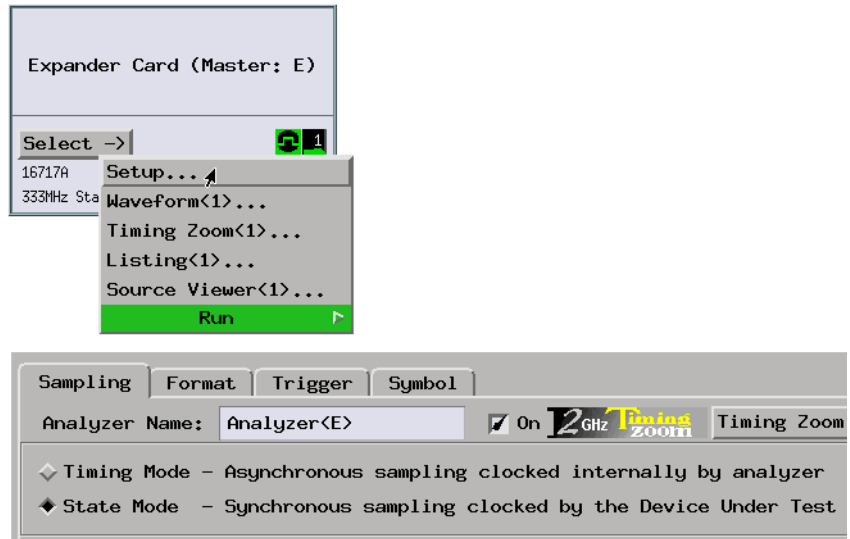 Expander Card (Master: E)
Select ->
1
16717A
333MHz Sta
Setup...
Waveform<1>...
Timing Zoom<1>...
Listing<1>...
Source Viewer<1>...
Run
Sampling Format Trigger Symbol
Analyzer Name: Analyzer<E> On 2GHz Timing Zoom Timing Zoom
Timing Mode - Asynchronous sampling clocked internally by analyzer
State Mode - Synchronous sampling clocked by the Device Under Test